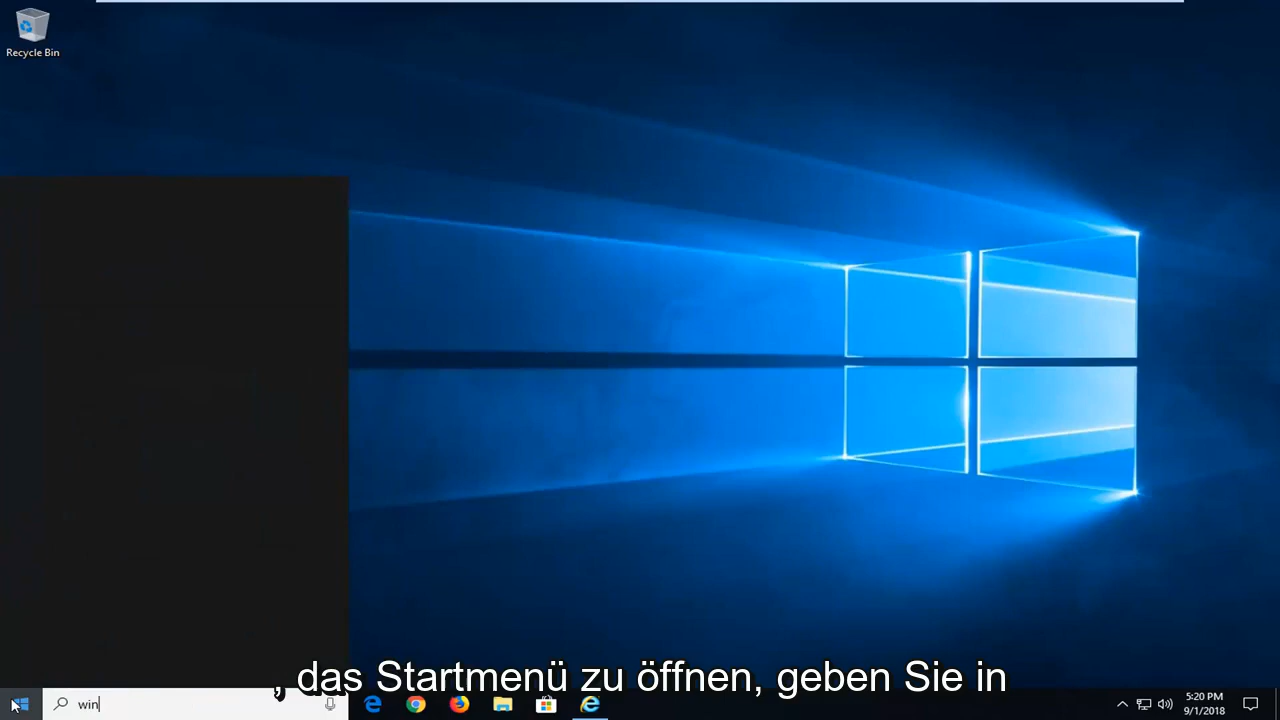 Recycle Bin
, das Startmenü zu öffnen, geben Sie in
win
5:20 PM
9/1/2018